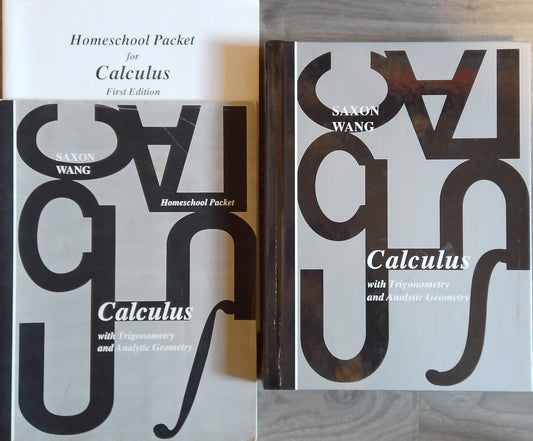 Homeschool Packet
for
Calculus
First Edition
SAXON
WANG
Homeschool Packet
Calculus
with Trigonometry
and Analytic Geometry
SAXON
WANG
Calculus
with Trigonometry
and Analytic Geometry